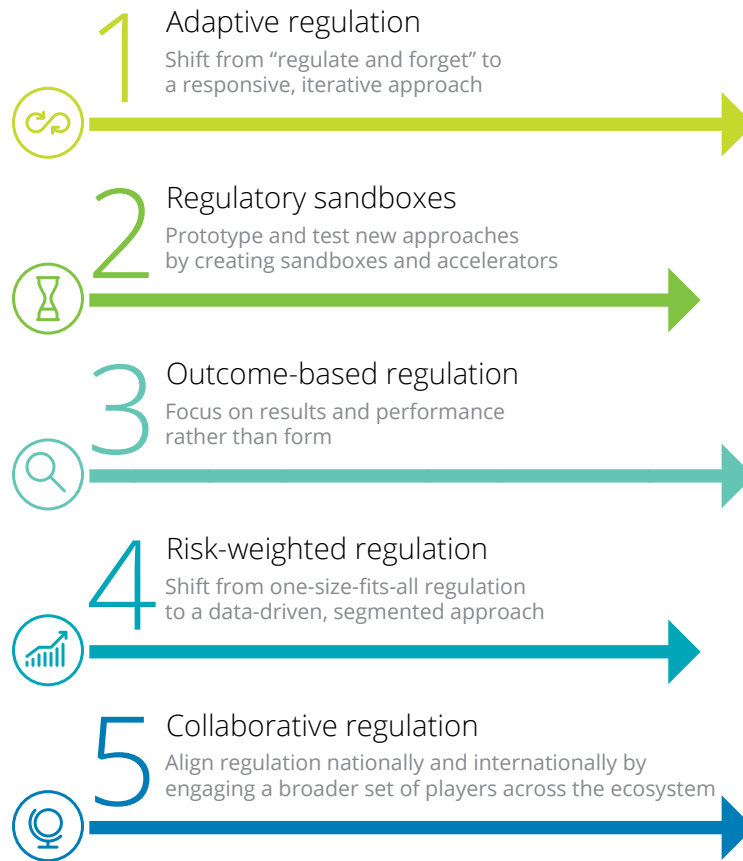 1
Adaptive regulation
Shift from “regulate and forget” to
a responsive, iterative approach
2
Regulatory sandboxes
Prototype and test new approaches
by creating sandboxes and accelerators
3
Outcome-based regulation
Focus on results and performance
rather than form
4
Risk-weighted regulation
Shift from one-size-fits-all regulation
to a data-driven, segmented approach
5
Collaborative regulation
Align regulation nationally and internationally by
engaging a broader set of players across the ecosystem